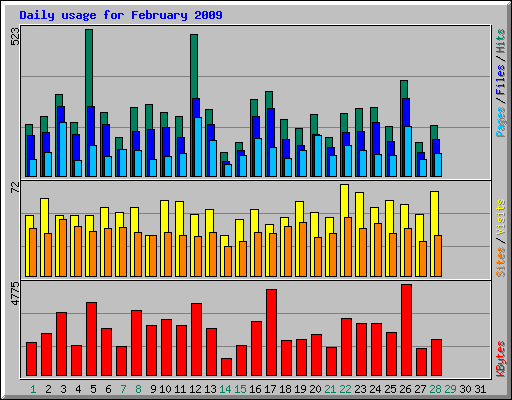 Daily usage for February 2009
523
Pages / Files / Hits
72
Sites / Visits
4775
KBytes
1 2 3 4 5 6 7 8 9 10 11 12 13 14 15 16 17 18 19 20 21 22 23 24 25 26 27 28 29 30 31